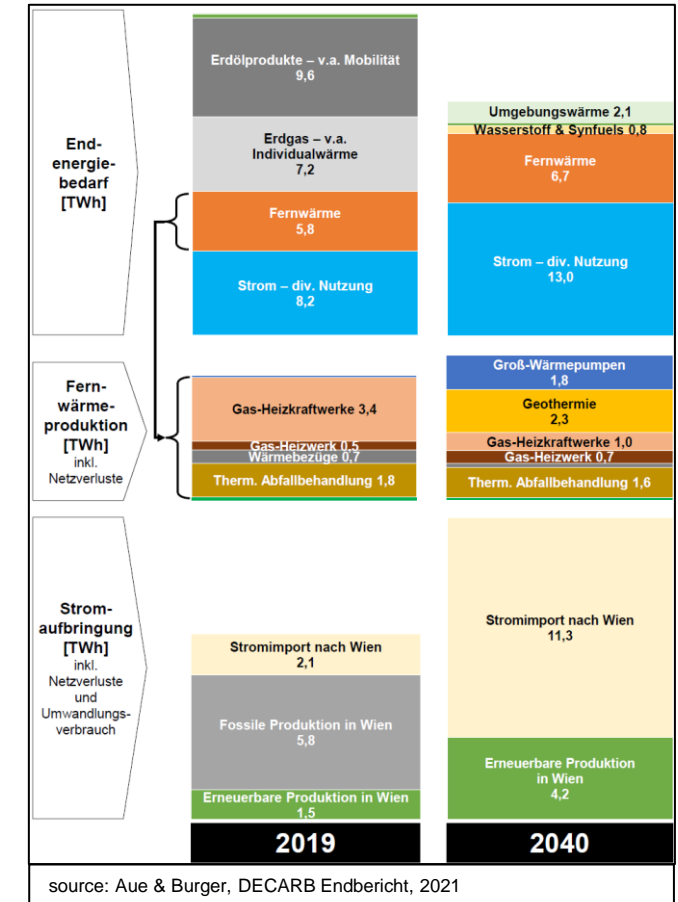 End-
energie-
bedarf
[TWh]
Erdölprodukte – v.a. Mobilität
9,6
Erdgas – v.a.
Individualwärme
7,2
Fernwärme
5,8
Strom – div. Nutzung
8,2
Umgebungswärme 2,1
Wasserstoff & Synfuels 0,8
Fernwärme
6,7
Strom – div. Nutzung
13,0
Fern-
wärme-
produktion
[TWh]
inkl.
Netzverluste
Gas-Heizkraftwerke 3,4
Gas-Heizwerk 0,5
Wärmebezüge 0,7
Therm. Abfallbehandlung 1,8
Groß-Wärmepumpen
1,8
Geothermie
2,3
Gas-Heizkraftwerke 1,0
Gas-Heizwerk 0,7
Therm. Abfallbehandlung 1,6
Strom-
aufbringung
[TWh]
inkl.
Netzverluste
und
Umwandlungs-
verbrauch
Stromimport nach Wien
2,1
Fossile Produktion in Wien
5,8
Erneuerbare Produktion in Wien
1,5
Stromimport nach Wien
11,3
Erneuerbare Produktion
in Wien
4,2
2019
2040
source: Aue & Burger, DECARB Endbericht, 2021